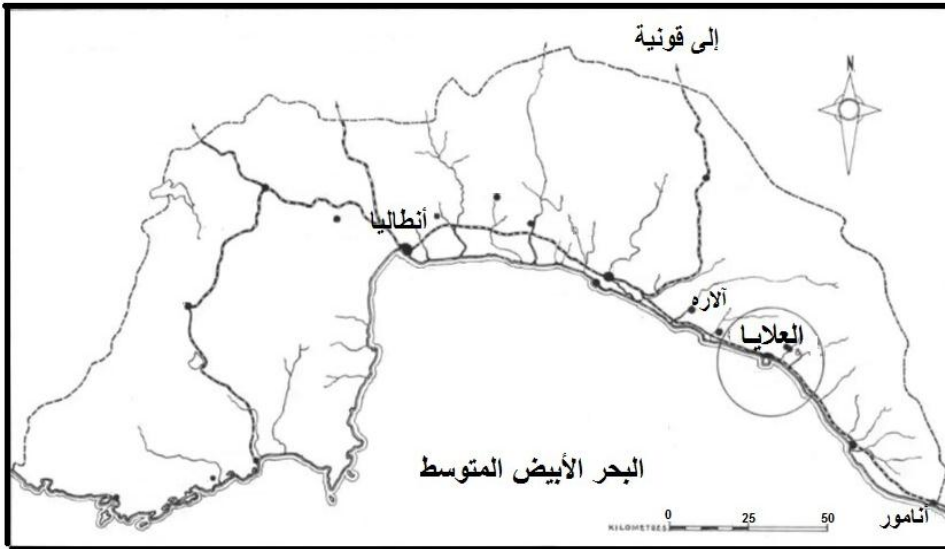 إلى قونية
N
أنطاليا
آلاره
العلايا
البحر الأبيض المتوسط
أنامور
0 25 50
KILOMETRES